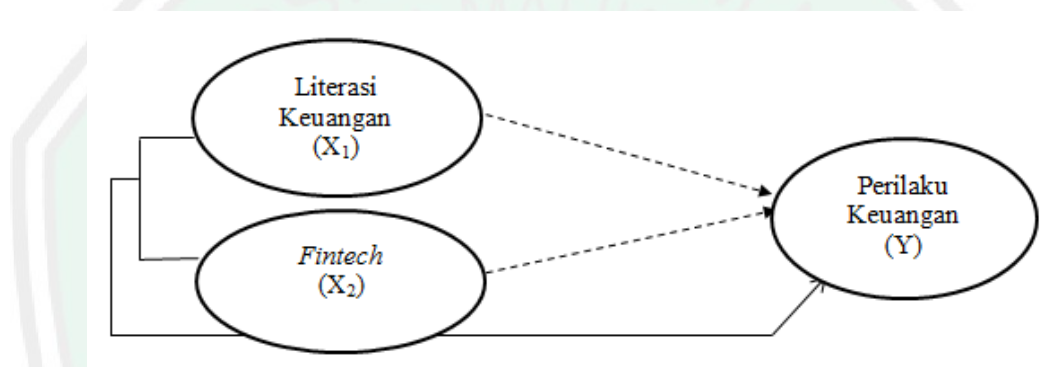 Literasi
Keuangan
(X₁)
Fintech
(X₂)
Perilaku
Keuangan
(Y)